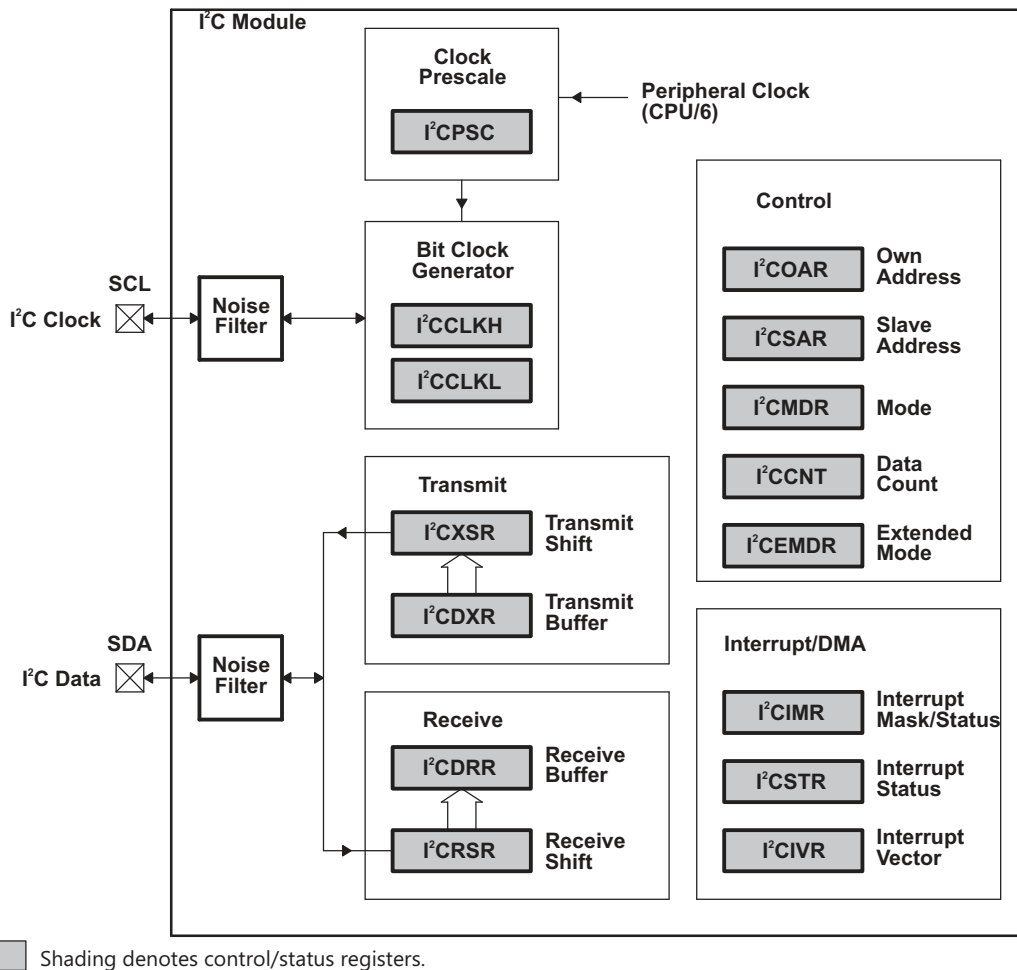 I²C Module
Clock
Prescale
I²CPSC
Peripheral Clock
(CPU/6)
Bit Clock
Generator
I²CCLKH
I²CCLKL
SCL
I²C Clock
Noise
Filter
Control
I²COAR
Own
Address
I²CSAR
Slave
Address
I²CMDR
Mode
I²CCNT
Data
Count
I²CEMDR
Extended
Mode
Transmit
I²CXSR
Transmit
Shift
I²CDXR
Transmit
Buffer
SDA
I²C Data
Noise
Filter
Receive
I²CDRR
Receive
Buffer
I²CRSR
Receive
Shift
Interrupt/DMA
I²CIMR
Interrupt
Mask/Status
I²CSTR
Interrupt
Status
I²CIVR
Interrupt
Vector
Shading denotes control/status registers.